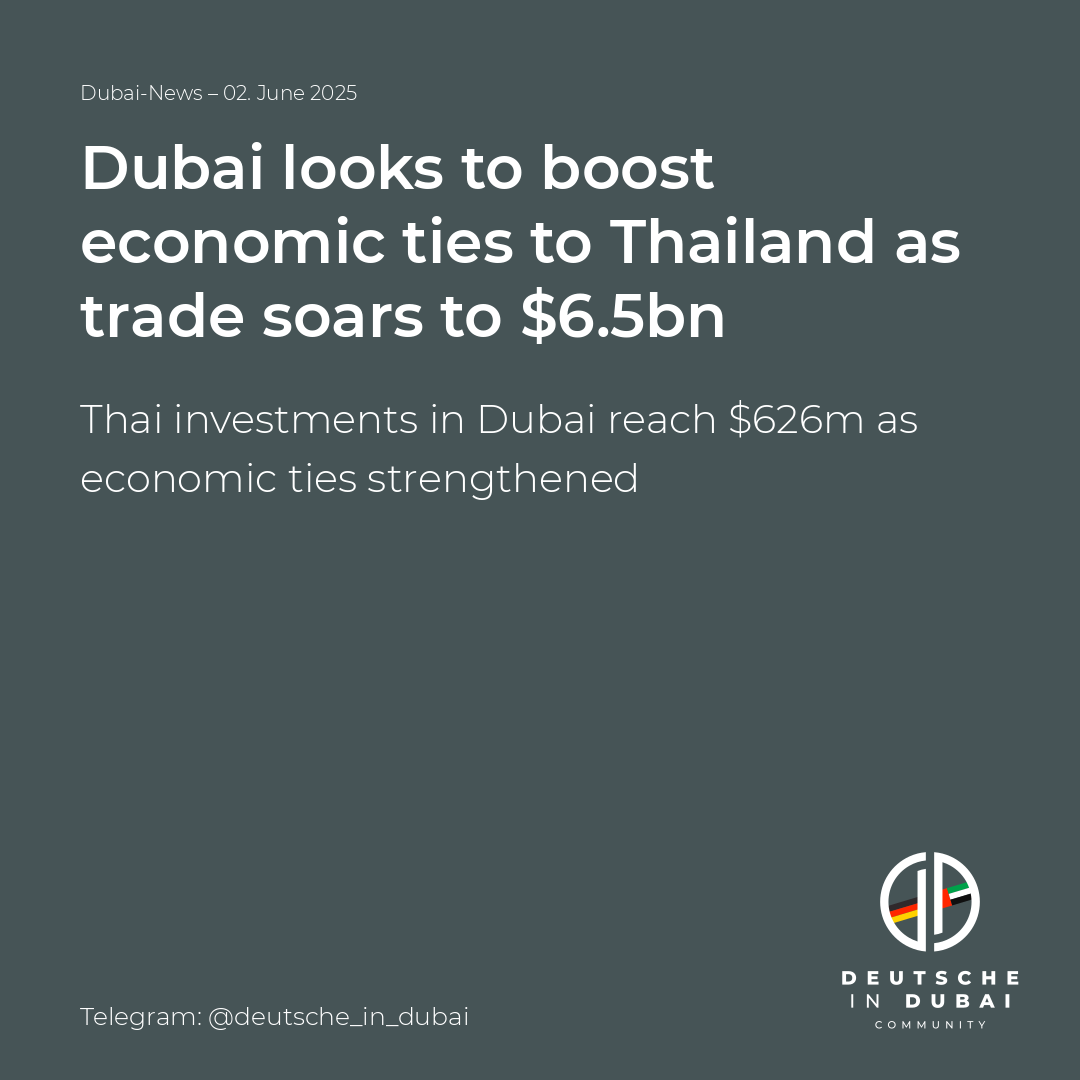 Dubai-News – 02. June 2025
Dubai looks to boost
economic ties to Thailand as
trade soars to $6.5bn
Thai investments in Dubai reach $626m as
economic ties strengthened
DEUTSCHE
IN DUBAI
COMMUNITY
Telegram: @deutsche_in_dubai